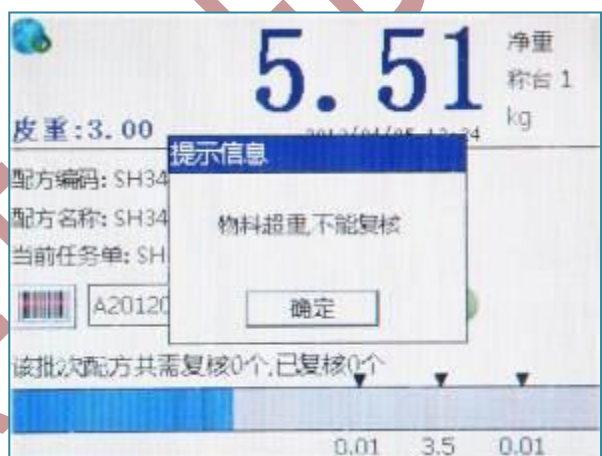 5.51
净重
称台 1
kg
皮重:3.00
提示信息
配方编码: SH34
配方名称: SH34
物料超重,不能复核
当前任务单: SH
A20120
确定
该批次配方共需复核0个,已复核0个
0.01 3.5 0.01